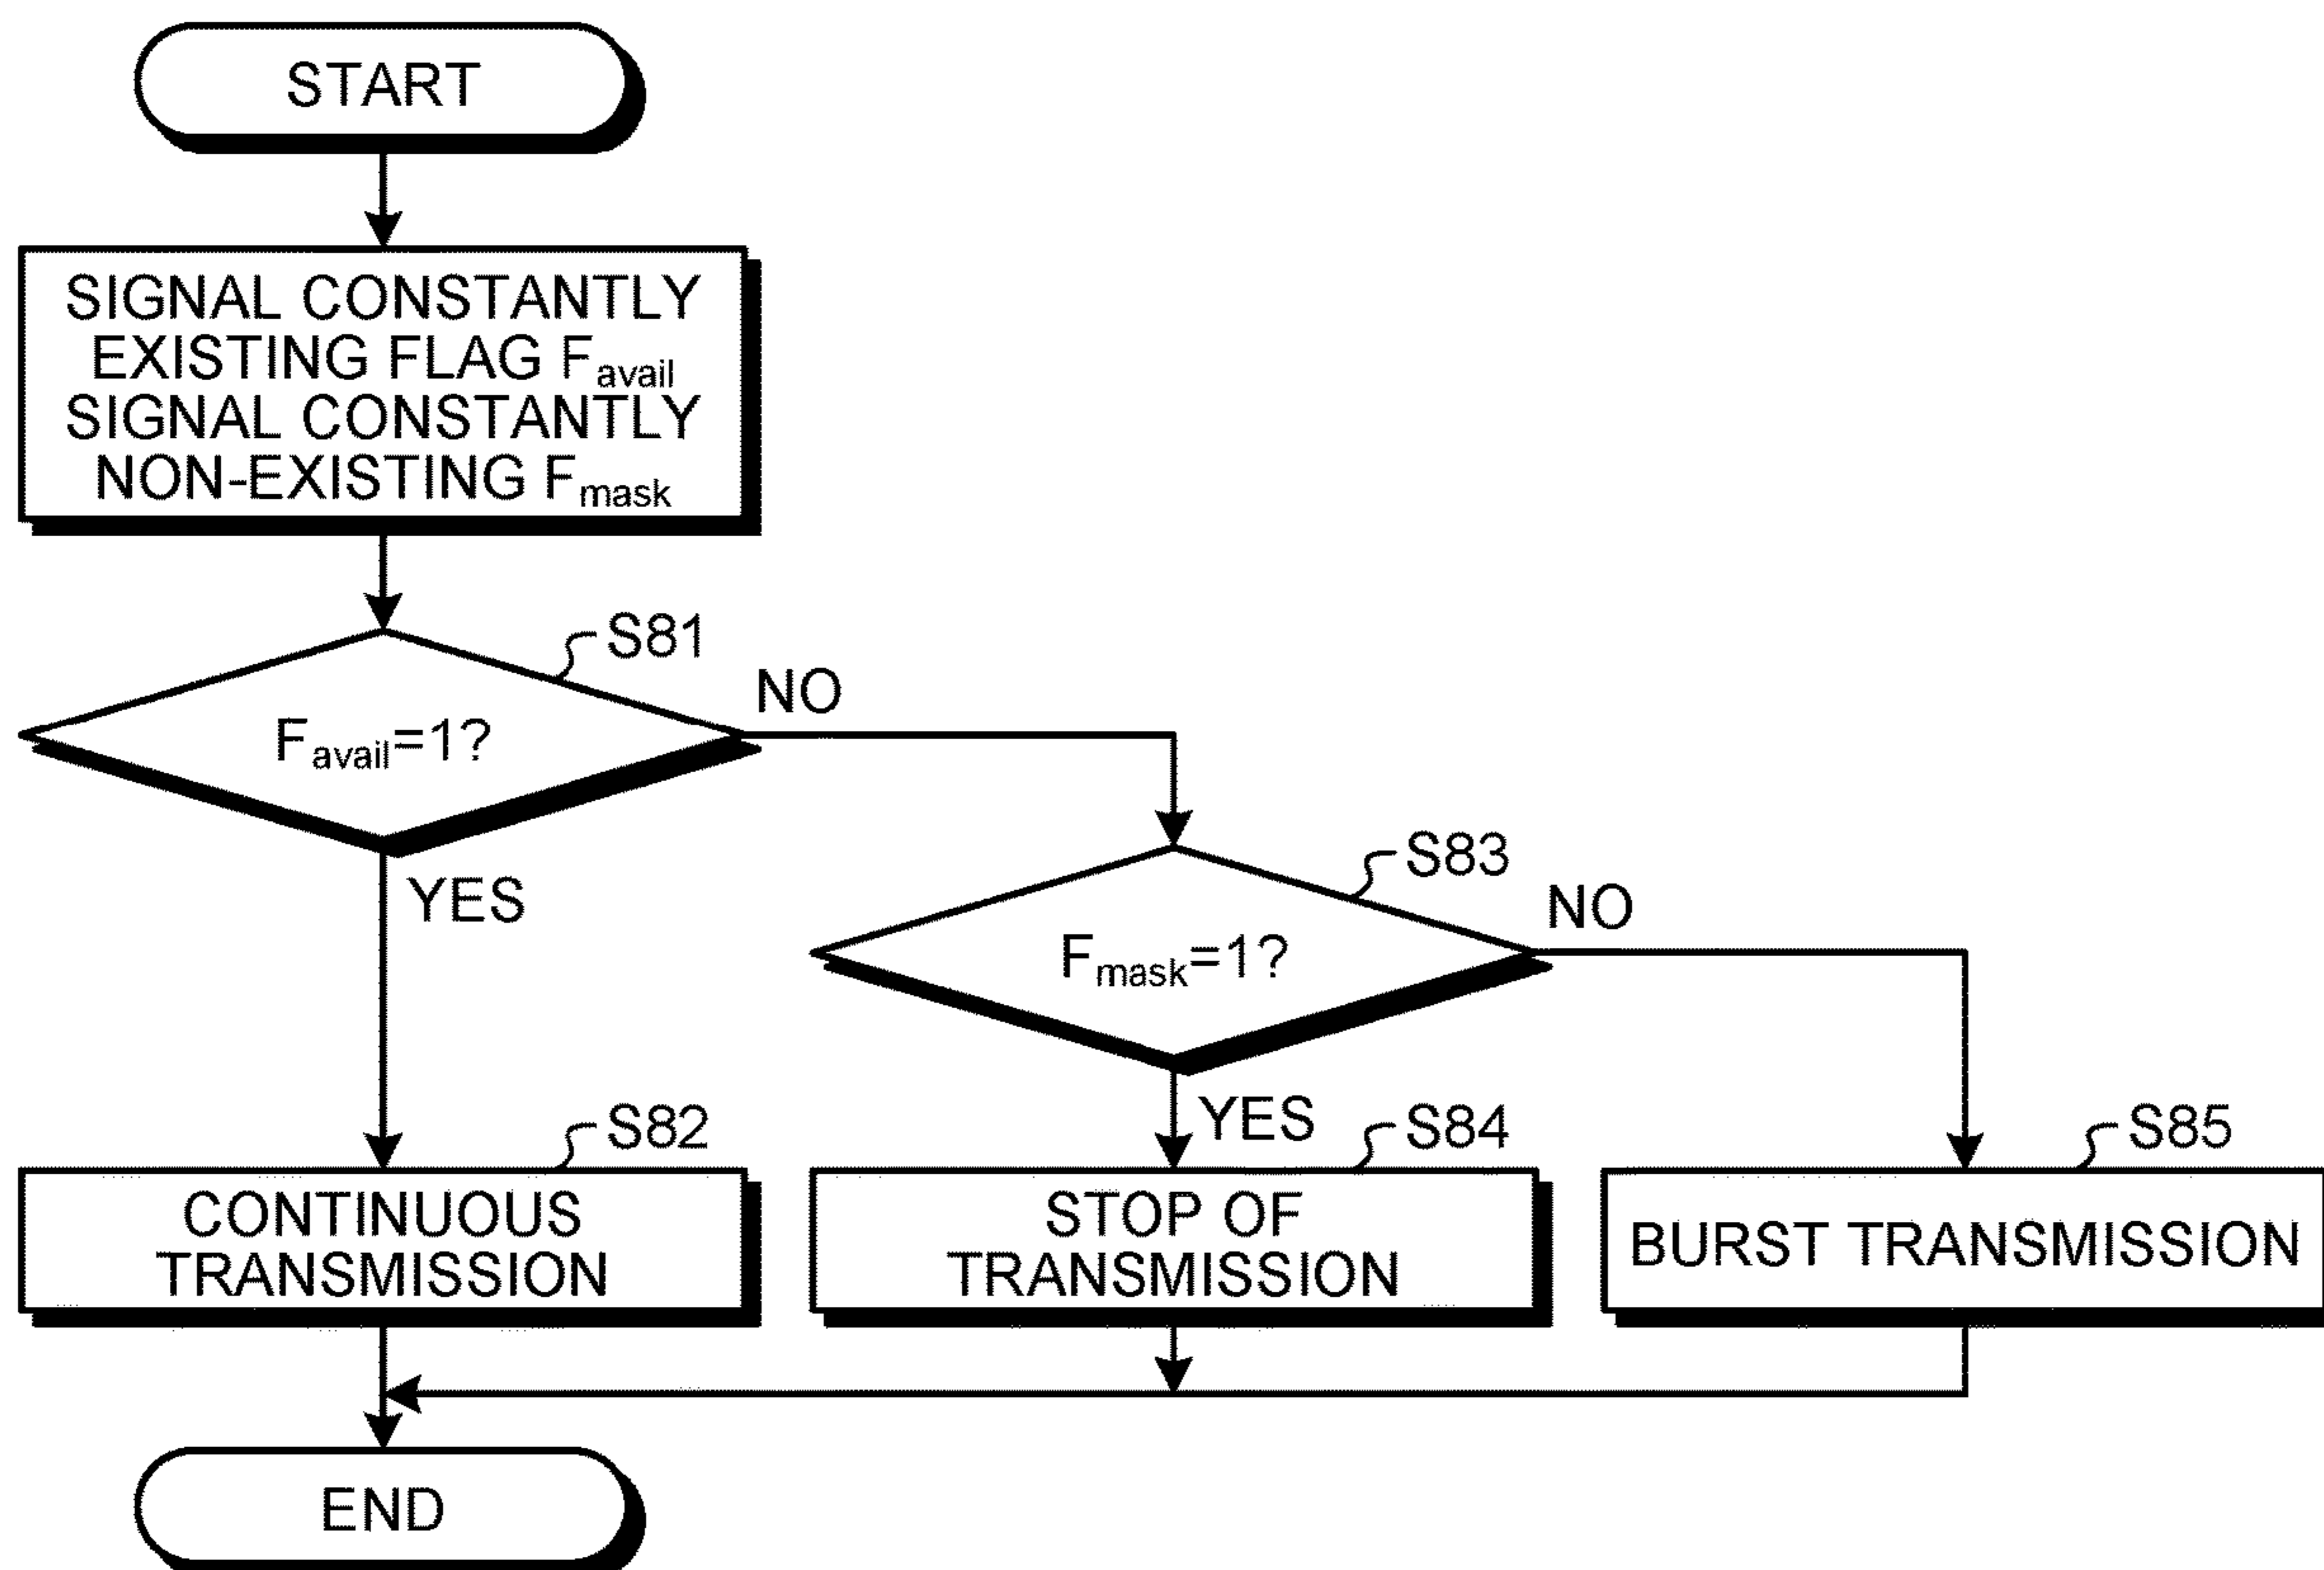 START
SIGNAL CONSTANTLY
EXISTING FLAG Favail
SIGNAL CONSTANTLY
NON-EXISTING Fmask
S81
NO
Favail=1?
YES
S83
NO
Fmask=1?
YES
S82
S84
S85
CONTINUOUS
TRANSMISSION
STOP OF
TRANSMISSION
BURST TRANSMISSION
END